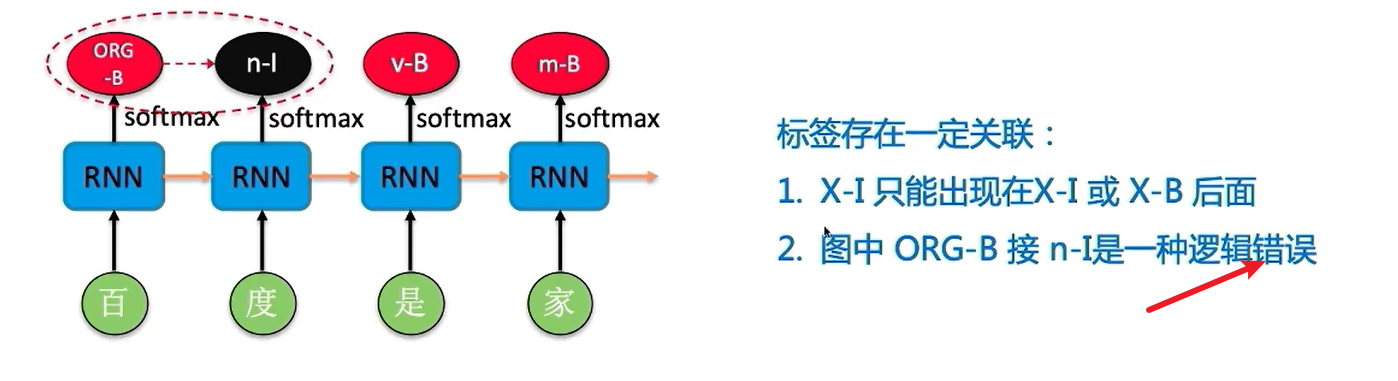 ORG
-B
n-I
v-B
m-B
softmax
softmax
softmax
softmax
RNN
RNN
RNN
RNN
百
度
是
家
标签存在一定关联：
1. X-I 只能出现在X-I 或 X-B 后面
2. 图中 ORG-B 接 n-I是一种逻辑错误